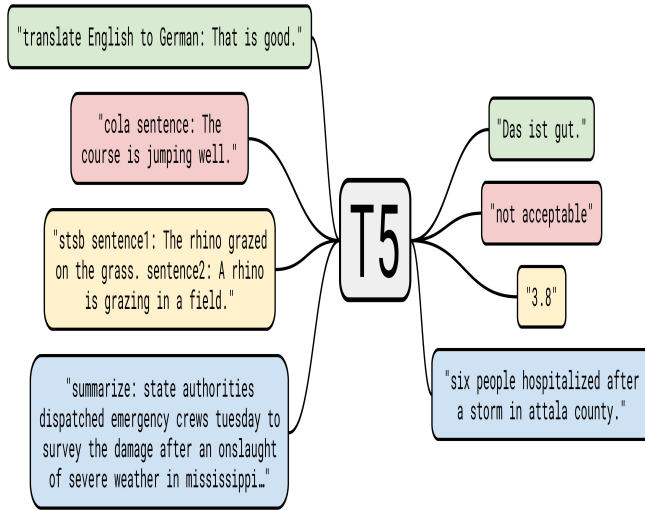 "translate English to German: That is good."
"cola sentence: The
course is jumping well."
"stsb sentence1: The rhino grazed
on the grass. sentence2: A rhino
is grazing in a field."
"summarize: state authorities
dispatched emergency crews tuesday to
survey the damage after an onslaught
of severe weather in mississippi…"
T5
"Das ist gut."
"not acceptable"
"3.8"
"six people hospitalized after
a storm in attala county."